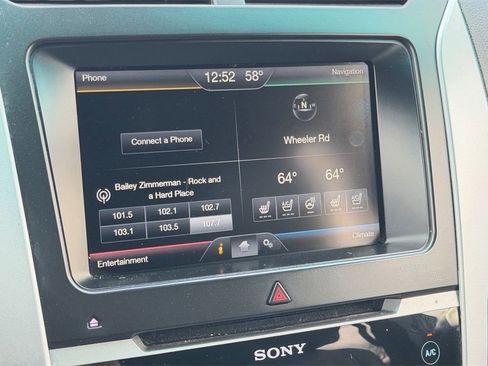 Phone 12:52 58° Navigation
N
Connect a Phone
Wheeler Rd
Bailey Zimmerman - Rock and
a Hard Place
64° 64°
101.5 102.1 102.7
103.1 103.5 107.7
A/C A/C
Entertainment Climate
SONY
A/C